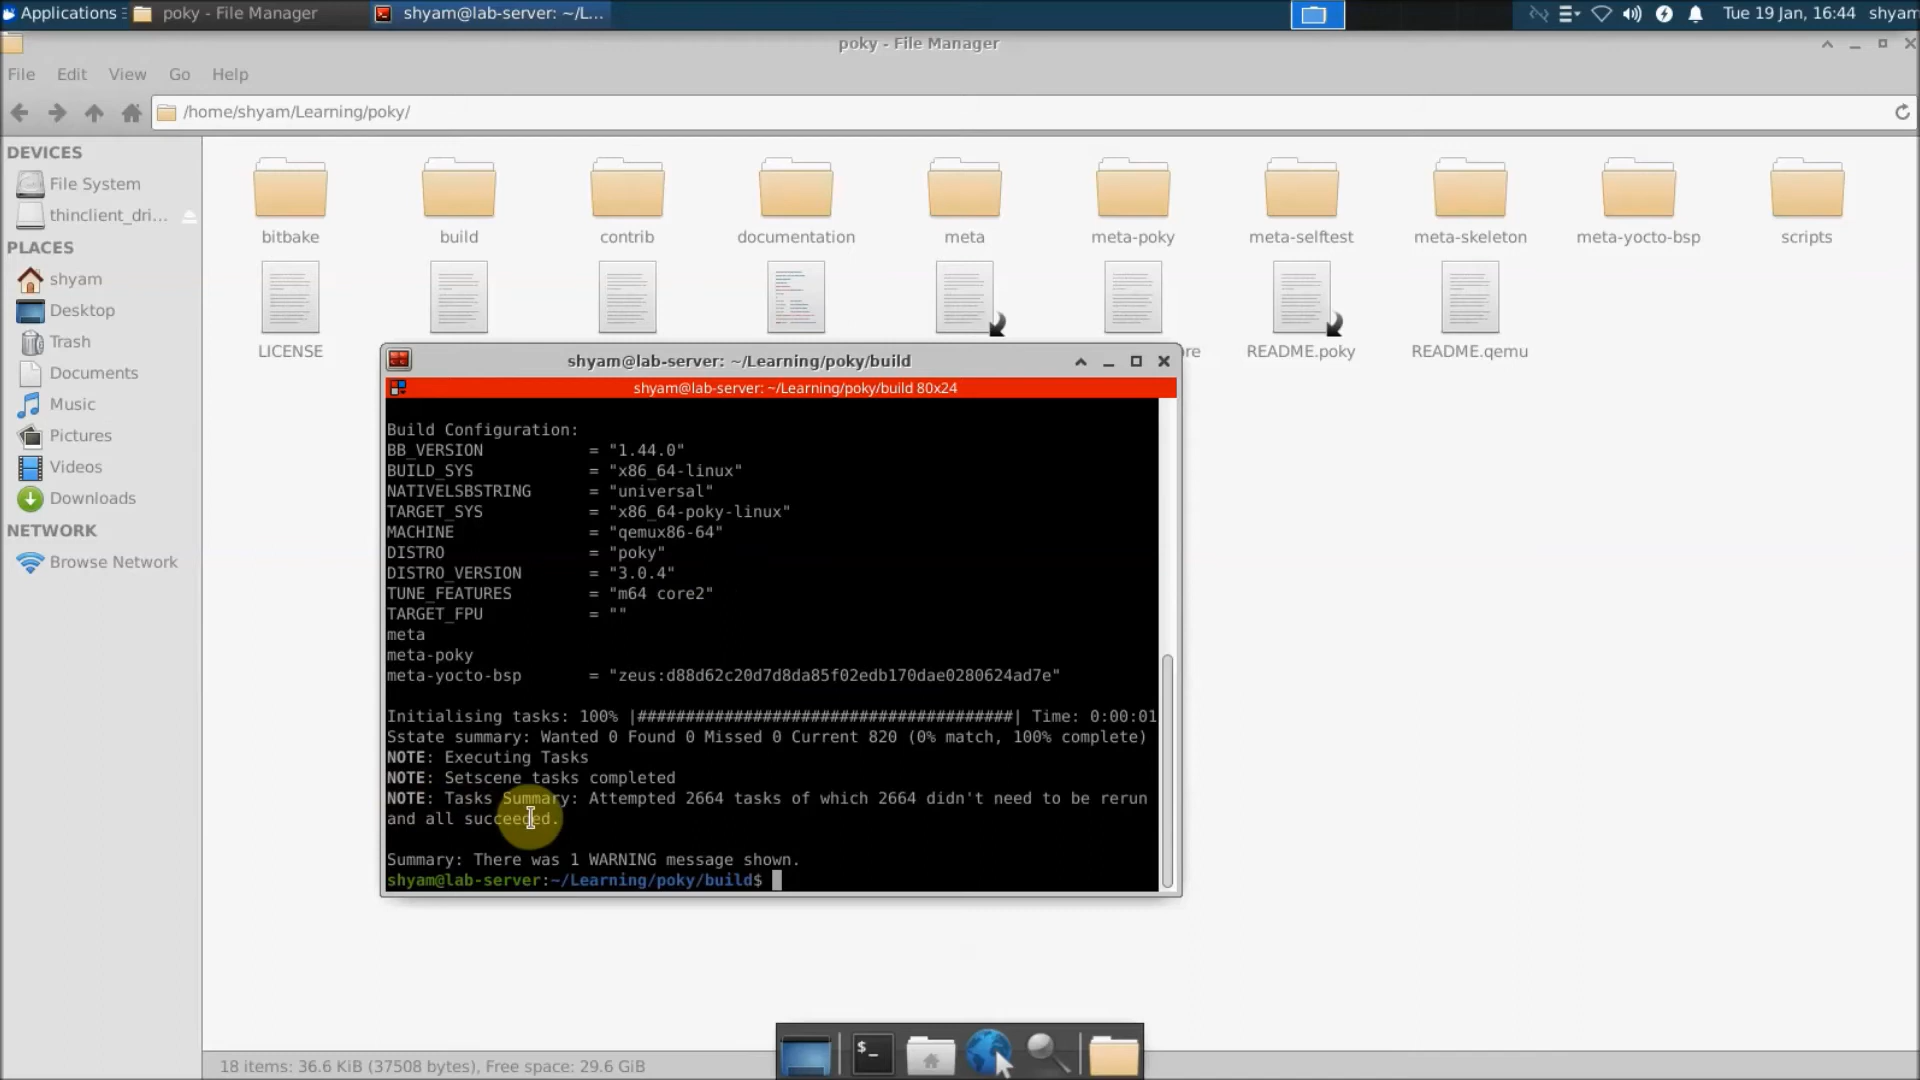 Applications
poky - File Manager
shyam@lab-server: ~/L...
Tue 19 Jan, 16:44
shyam
poky - File Manager
File Edit View Go Help
/home/shyam/Learning/poky/
DEVICES
File System
thinclient_dri...
PLACES
shyam
Desktop
Trash
Documents
Music
Pictures
Videos
Downloads
NETWORK
Browse Network
bitbake build contrib documentation meta meta-poky meta-selftest meta-skeleton meta-yocto-bsp scripts
LICENSE
re README.poky README.qemu
shyam@lab-server: ~/Learning/poky/build
shyam@lab-server: ~/Learning/poky/build 80x24
Build Configuration:
BB_VERSION = "1.44.0"
BUILD_SYS = "x86_64-linux"
NATIVELSBSTRING = "universal"
TARGET_SYS = "x86_64-poky-linux"
MACHINE = "qemux86-64"
DISTRO = "poky"
DISTRO_VERSION = "3.0.4"
TUNE_FEATURES = "m64 core2"
TARGET_FPU = ""
meta
meta-poky
meta-yocto-bsp = "zeus:d88d62c20d7d8da85f02edb170dae0280624ad7e"
Initialising tasks: 100% |#######################################| Time: 0:00:01
Sstate summary: Wanted 0 Found 0 Missed 0 Current 820 (0% match, 100% complete)
NOTE: Executing Tasks
NOTE: Setscene tasks completed
NOTE: Tasks Summary: Attempted 2664 tasks of which 2664 didn't need to be rerun
and all succeeded.
Summary: There was 1 WARNING message shown.
shyam@lab-server:~/Learning/poky/build$
$_
18 items: 36.6 KiB (37508 bytes), Free space: 29.6 GiB